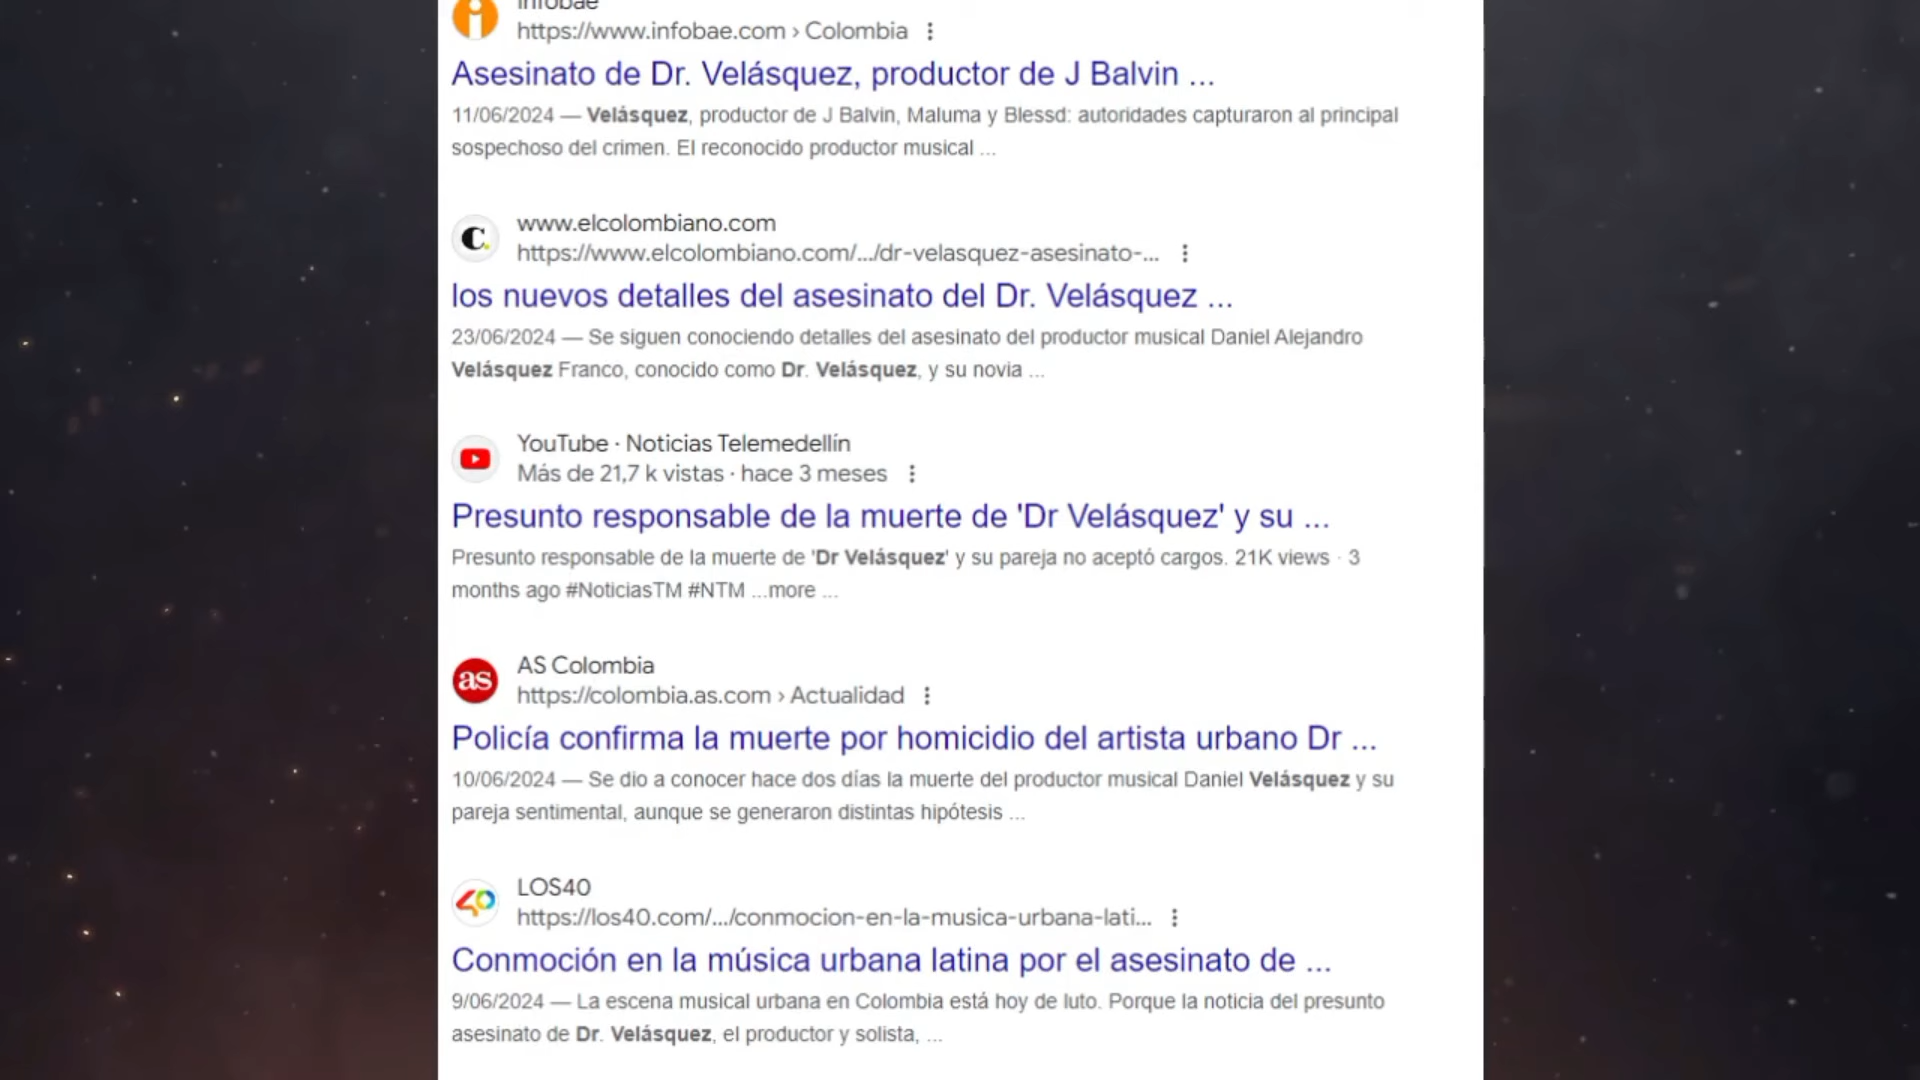 infobae
https://www.infobae.com › Colombia
Asesinato de Dr. Velásquez, productor de J Balvin ...
11/06/2024 — Velásquez, productor de J Balvin, Maluma y Blessd: autoridades capturaron al principal
sospechoso del crimen. El reconocido productor musical ...
www.elcolombiano.com
https://www.elcolombiano.com/.../dr-velasquez-asesinato-...
los nuevos detalles del asesinato del Dr. Velásquez ...
23/06/2024 — Se siguen conociendo detalles del asesinato del productor musical Daniel Alejandro
Velásquez Franco, conocido como Dr. Velásquez, y su novia ...
YouTube · Noticias Telemedellín
Más de 21,7 k vistas · hace 3 meses
Presunto responsable de la muerte de 'Dr Velásquez' y su ...
Presunto responsable de la muerte de 'Dr Velásquez' y su pareja no aceptó cargos. 21K views · 3
months ago #NoticiasTM #NTM ...more ...
as
AS Colombia
https://colombia.as.com › Actualidad
Policía confirma la muerte por homicidio del artista urbano Dr ...
10/06/2024 — Se dio a conocer hace dos días la muerte del productor musical Daniel Velásquez y su
pareja sentimental, aunque se generaron distintas hipótesis ...
40
LOS40
https://los40.com/.../conmocion-en-la-musica-urbana-lati...
Conmoción en la música urbana latina por el asesinato de ...
9/06/2024 — La escena musical urbana en Colombia está hoy de luto. Porque la noticia del presunto
asesinato de Dr. Velásquez, el productor y solista, ...